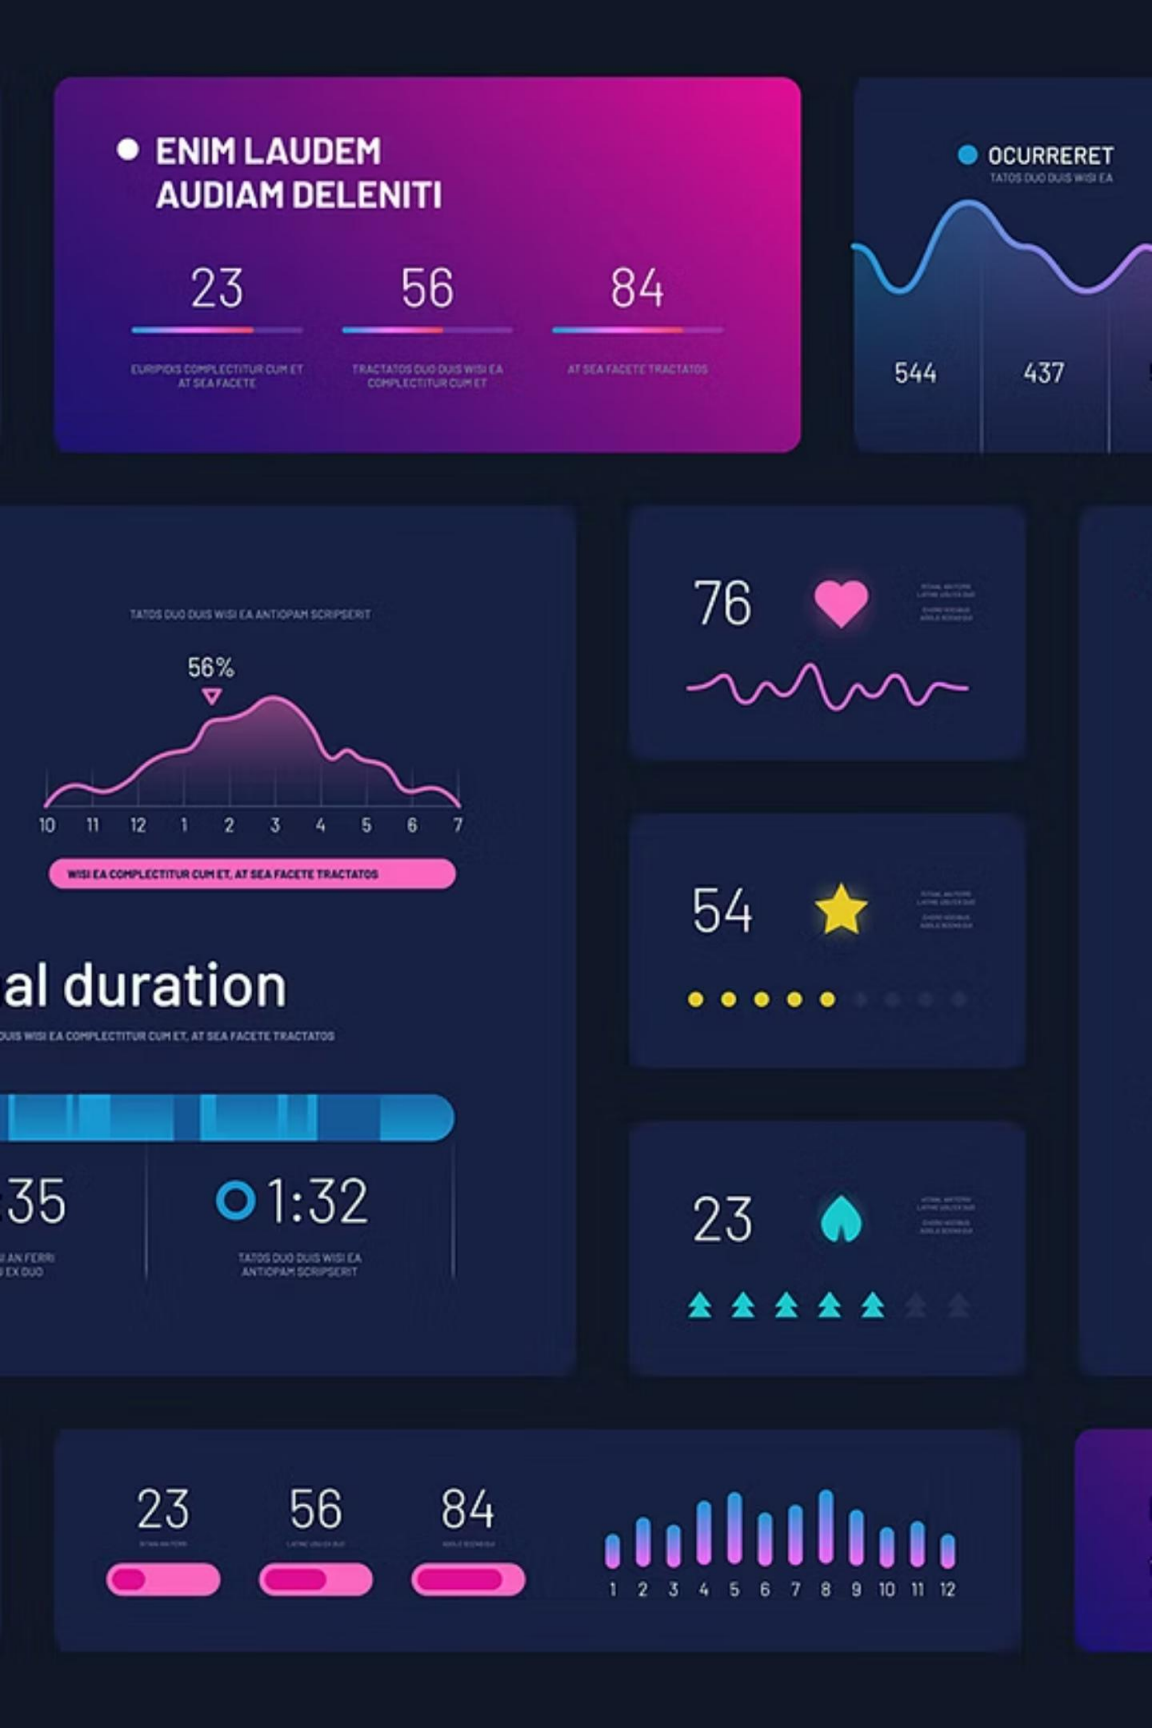 ENIM LAUDEM
AUDIAM DELENITI
23
56
84
EURIPIDIS COMPLECTITUR CUM ET
AT SEA FACETE
TRACTATOS DUO DUIS WISI EA
COMPLECTITUR CUM ET
AT SEA FACETE TRACTATOS
OCURRERET
TATOS DUO DUIS WISI EA
544
437
TATOS DUO DUIS WISI EA ANTIOPAM SCRIPSERIT
56%
10 11 12 1 2 3 4 5 6 7
WISI EA COMPLECTITUR CUM ET, AT SEA FACETE TRACTATOS
al duration
DUIS WISI EA COMPLECTITUR CUM ET, AT SEA FACETE TRACTATOS
:35
AN FERRI
EX DUO
1:32
TATOS DUO DUIS WISI EA
ANTIOPAM SCRIPSERIT
76
54
23
23
56
84
1 2 3 4 5 6 7 8 9 10 11 12